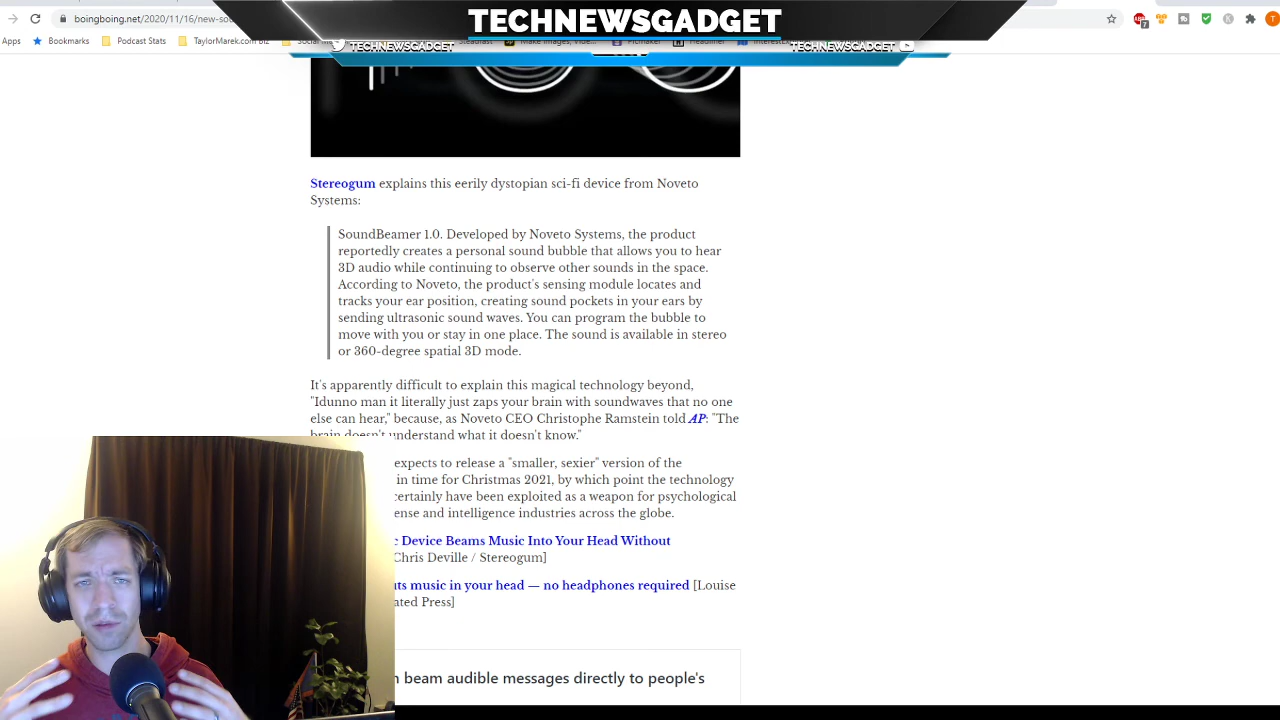 boingboing.net/2020/11/16/new-sou
TECHNEWSGADGET
Apps
Bookmarks
Podcast Stats
TaylorMarek.com Biz
TECHNEWSGADGET
TECHNEWSGADGET
Stereogum explains this eerily dystopian sci-fi device from Noveto
Systems:
SoundBeamer 1.0. Developed by Noveto Systems, the product
reportedly creates a personal sound bubble that allows you to hear
3D audio while continuing to observe other sounds in the space.
According to Noveto, the product's sensing module locates and
tracks your ear position, creating sound pockets in your ears by
sending ultrasonic sound waves. You can program the bubble to
move with you or stay in one place. The sound is available in stereo
or 360-degree spatial 3D mode.
It's apparently difficult to explain this magical technology beyond,
"Idunno man it literally just zaps your brain with soundwaves that no one
else can hear," because, as Noveto CEO Christophe Ramstein told AP: "The
brain doesn't understand what it doesn't know."
expects to release a "smaller, sexier" version of the
in time for Christmas 2021, by which point the technology
certainly have been exploited as a weapon for psychological
ense and intelligence industries across the globe.
c Device Beams Music Into Your Head Without
Chris Deville / Stereogum]
uts music in your head — no headphones required [Louise
ated Press]
n beam audible messages directly to people's